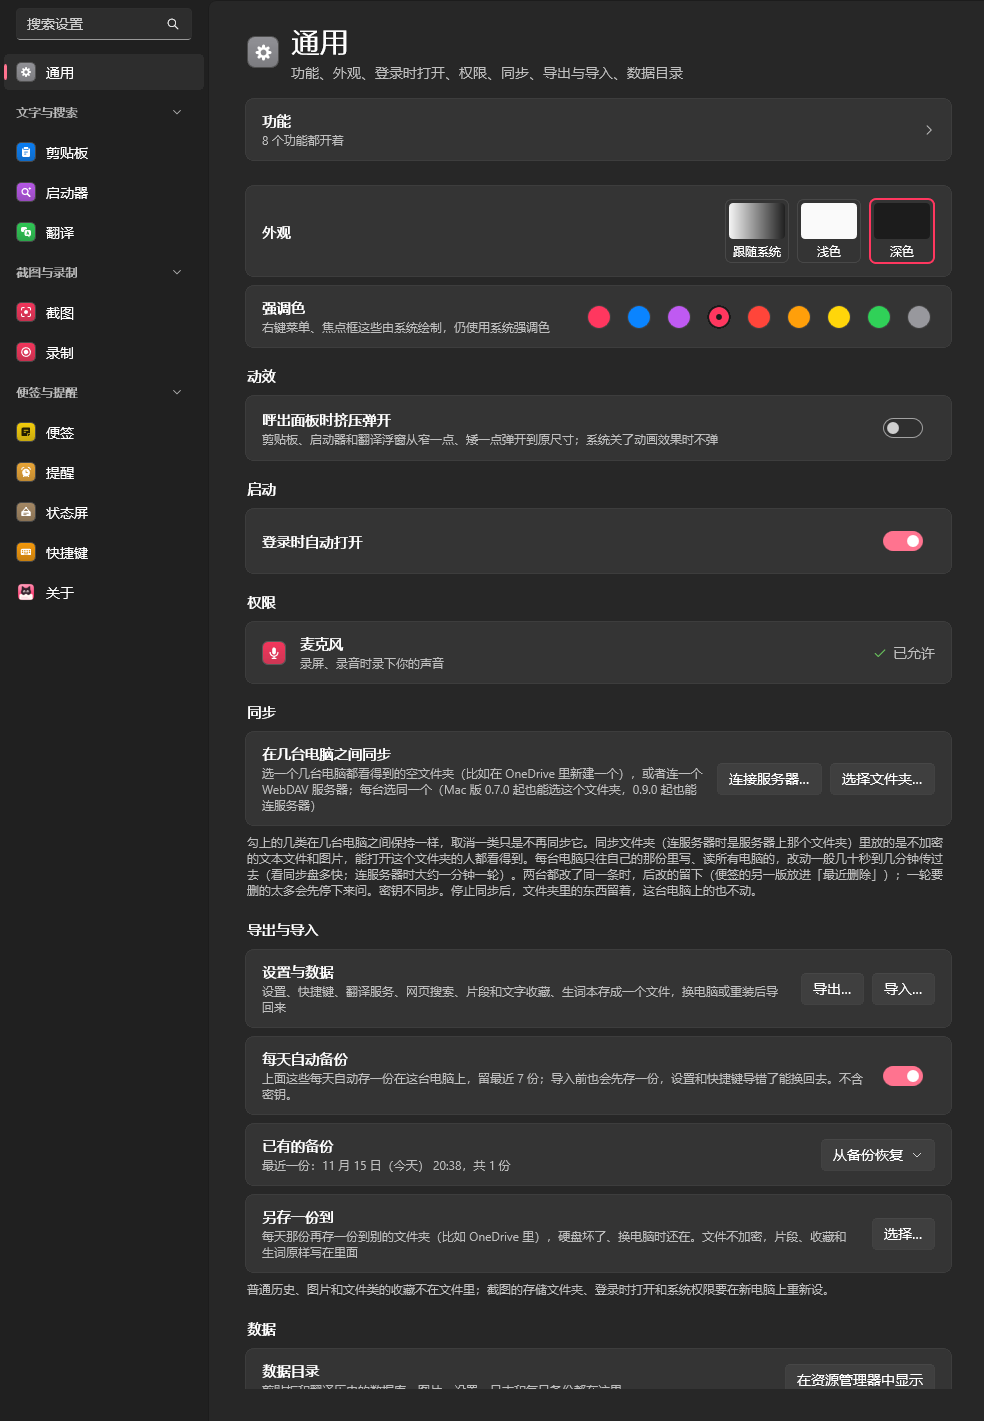 搜索设置
通用
文字与搜索
剪贴板
启动器
翻译
截图与录制
截图
录制
便签与提醒
便签
提醒
状态屏
快捷键
关于
通用
功能、外观、登录时打开、权限、同步、导出与导入、数据目录
功能
8 个功能都开着
外观
跟随系统
浅色
深色
强调色
右键菜单、焦点框这些由系统绘制，仍使用系统强调色
动效
呼出面板时挤压弹开
剪贴板、启动器和翻译浮窗从窄一点、矮一点弹开到原尺寸；系统关了动画效果时不弹
启动
登录时自动打开
权限
麦克风
录屏、录音时录下你的声音
已允许
同步
在几台电脑之间同步
选一个几台电脑都看得到的空文件夹（比如在 OneDrive 里新建一个），或者连一个
WebDAV 服务器；每台选同一个（Mac 版 0.7.0 起也能选这个文件夹，0.9.0 起也能
连服务器）
连接服务器...
选择文件夹...
勾上的几类在几台电脑之间保持一样，取消一类只是不再同步它。同步文件夹（连服务器时是服务器上那个文件夹）里放的是不加密
的文本文件和图片，能打开这个文件夹的人都看得到。每台电脑只往自己的那份里写、读所有电脑的，改动一般几十秒到几分钟传过
去（看同步盘多快；连服务器时大约一分钟一轮）。两台都改了同一条时，后改的留下（便签的另一版放进「最近删除」）；一轮要
删的太多会先停下来问。密钥不同步。停止同步后，文件夹里的东西留着，这台电脑上的也不动。
导出与导入
设置与数据
设置、快捷键、翻译服务、网页搜索、片段和文字收藏、生词本存成一个文件，换电脑或重装后导
回来
导出...
导入...
每天自动备份
上面这些每天自动存一份在这台电脑上，留最近 7 份；导入前也会先存一份，设置和快捷键导错了能换回去。不含
密钥。
已有的备份
最近一份：11 月 15 日（今天） 20:38，共 1 份
从备份恢复
另存一份到
每天那份再存一份到别的文件夹（比如 OneDrive 里），硬盘坏了、换电脑时还在。文件不加密，片段、收藏和
生词原样写在里面
选择...
普通历史、图片和文件类的收藏不在文件里；截图的存储文件夹、登录时打开和系统权限要在新电脑上重新设。
数据
数据目录
剪贴板和翻译历史的数据库、图片、设置、日志和每日备份都在这里
在资源管理器中显示